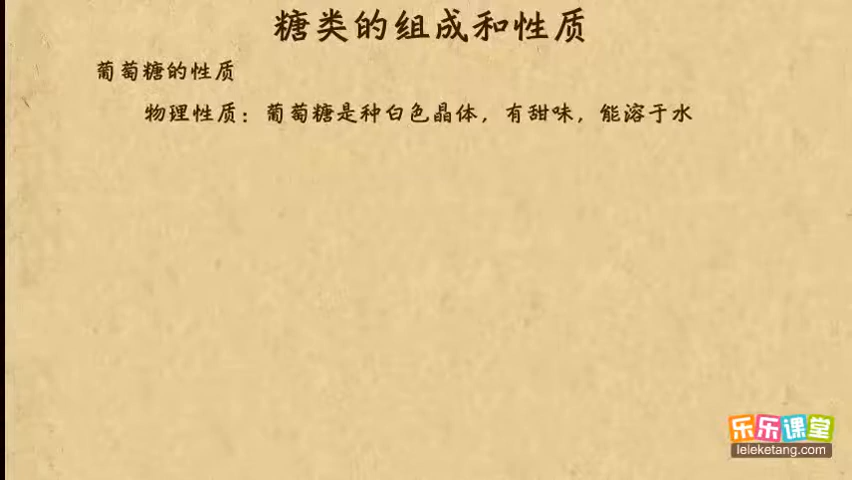 糖类的组成和性质
葡萄糖的性质
物理性质：葡萄糖是种白色晶体，有甜味，能溶于水
乐乐课堂
leleketang.com